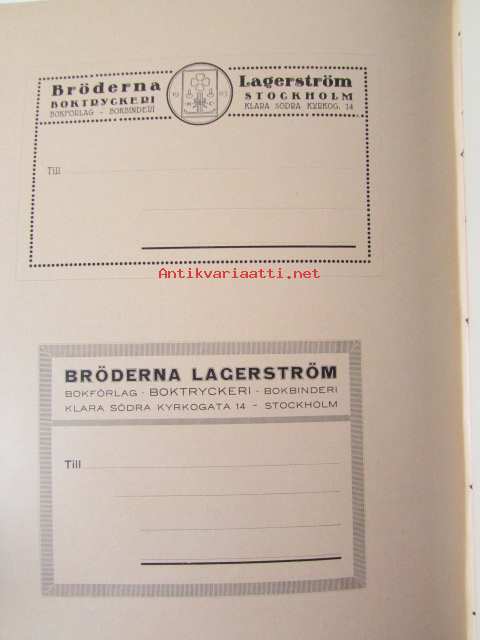 Bröderna Lagerström
BOKTRYCKERI STOCKHOLM
BOKFÖRLAG - BOKBINDERI KLARA SÖDRA KYRKOG. 14
Till
Antikvariaatti.net
BRÖDERNA LAGERSTRÖM
BOKFÖRLAG - BOKTRYCKERI - BOKBINDERI
KLARA SÖDRA KYRKOGATA 14 - STOCKHOLM
Till